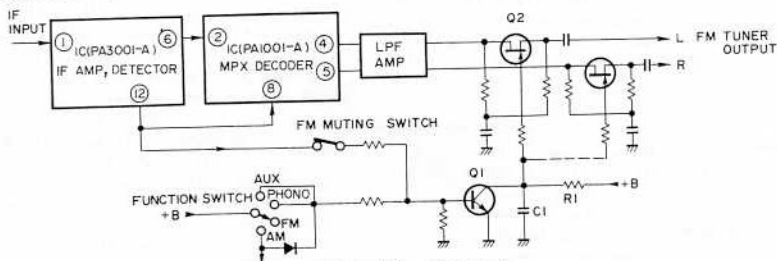 IF INPUT
① IC(PA3001-A) ⑥
IF AMP, DETECTOR
⑫
② IC(PA1001-A) ④
MPX DECODER ⑤
⑧
LPF
AMP
Q2
L FM TUNER
OUTPUT
R
FM MUTING SWITCH
AUX
FUNCTION SWITCH PHONO
+B
FM
AM
Q1
C1
R1
+B